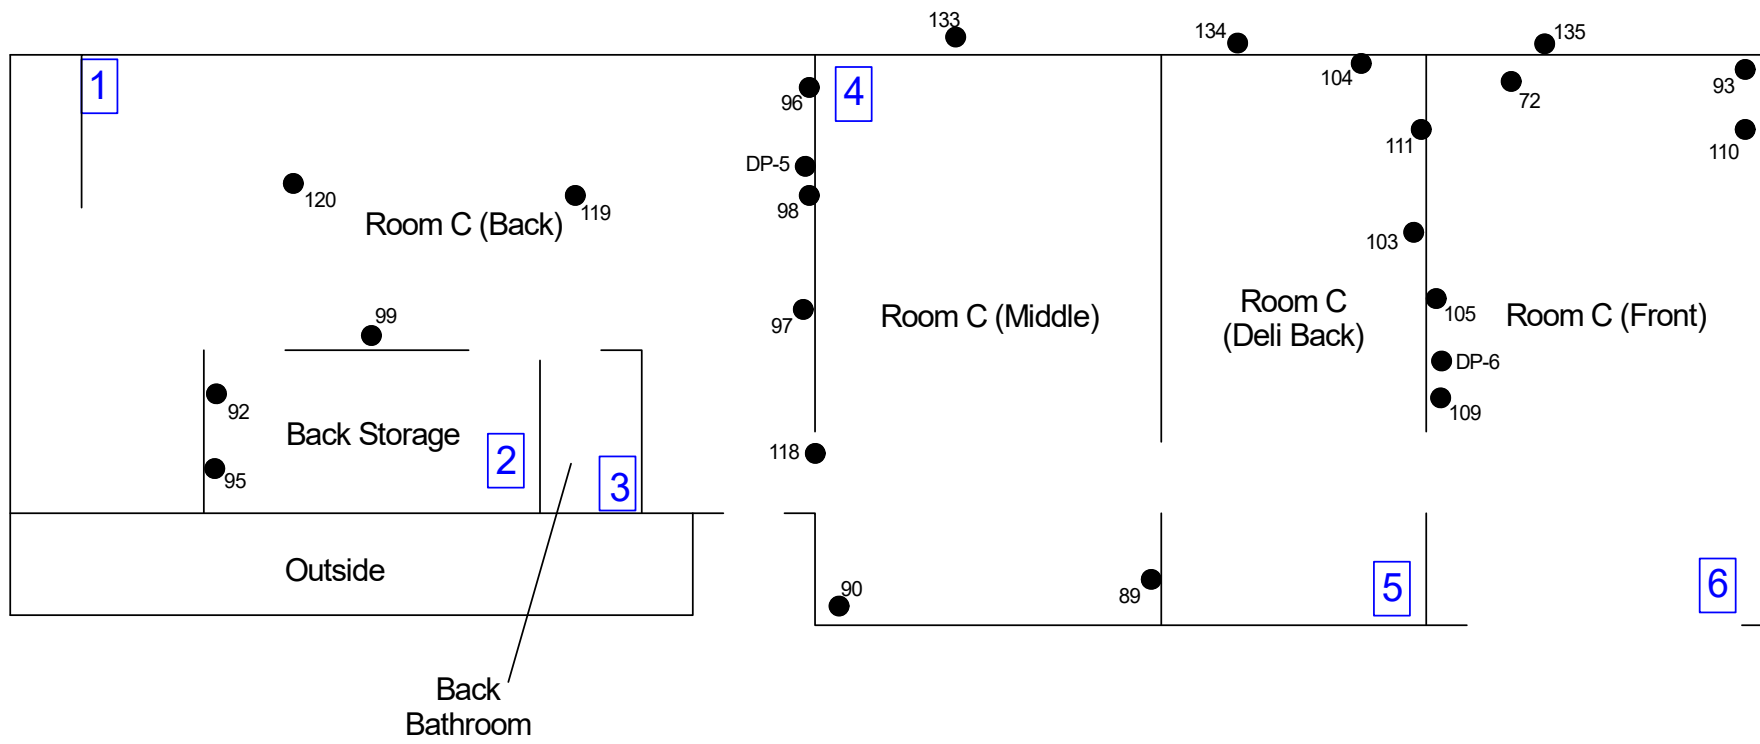 133
134
135
1
4
104
93
96
72
111
110
DP-5
120
119
98
Room C (Back)
103
99
97
Room C (Middle)
Room C
(Deli Back)
105
Room C (Front)
DP-6
92
109
Back Storage
2
118
95
3
Outside
90
89
5
6
Back
Bathroom